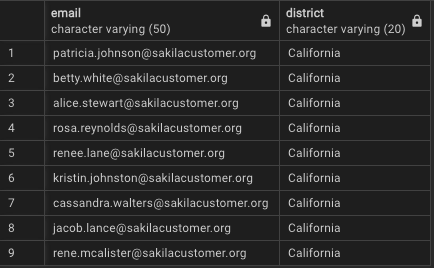 email district
character varying (50) character varying (20)
1 patricia.johnson@sakilacustomer.org California
2 betty.white@sakilacustomer.org California
3 alice.stewart@sakilacustomer.org California
4 rosa.reynolds@sakilacustomer.org California
5 renee.lane@sakilacustomer.org California
6 kristin.johnston@sakilacustomer.org California
7 cassandra.walters@sakilacustomer.org California
8 jacob.lance@sakilacustomer.org California
9 rene.mcalister@sakilacustomer.org California